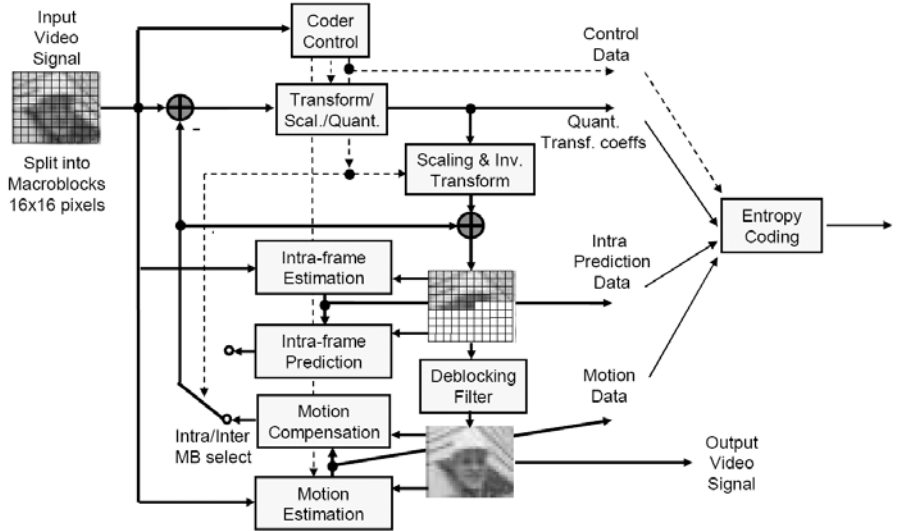 Input
Video
Signal
Split into
Macroblocks
16x16 pixels
Coder
Control
Transform/
Scal./Quant.
-
Scaling & Inv.
Transform
Intra-frame
Estimation
Intra-frame
Prediction
Motion
Compensation
Motion
Estimation
Intra/Inter
MB select
Deblocking
Filter
Control
Data
Quant.
Transf. coeffs
Intra
Prediction
Data
Motion
Data
Entropy
Coding
Output
Video
Signal